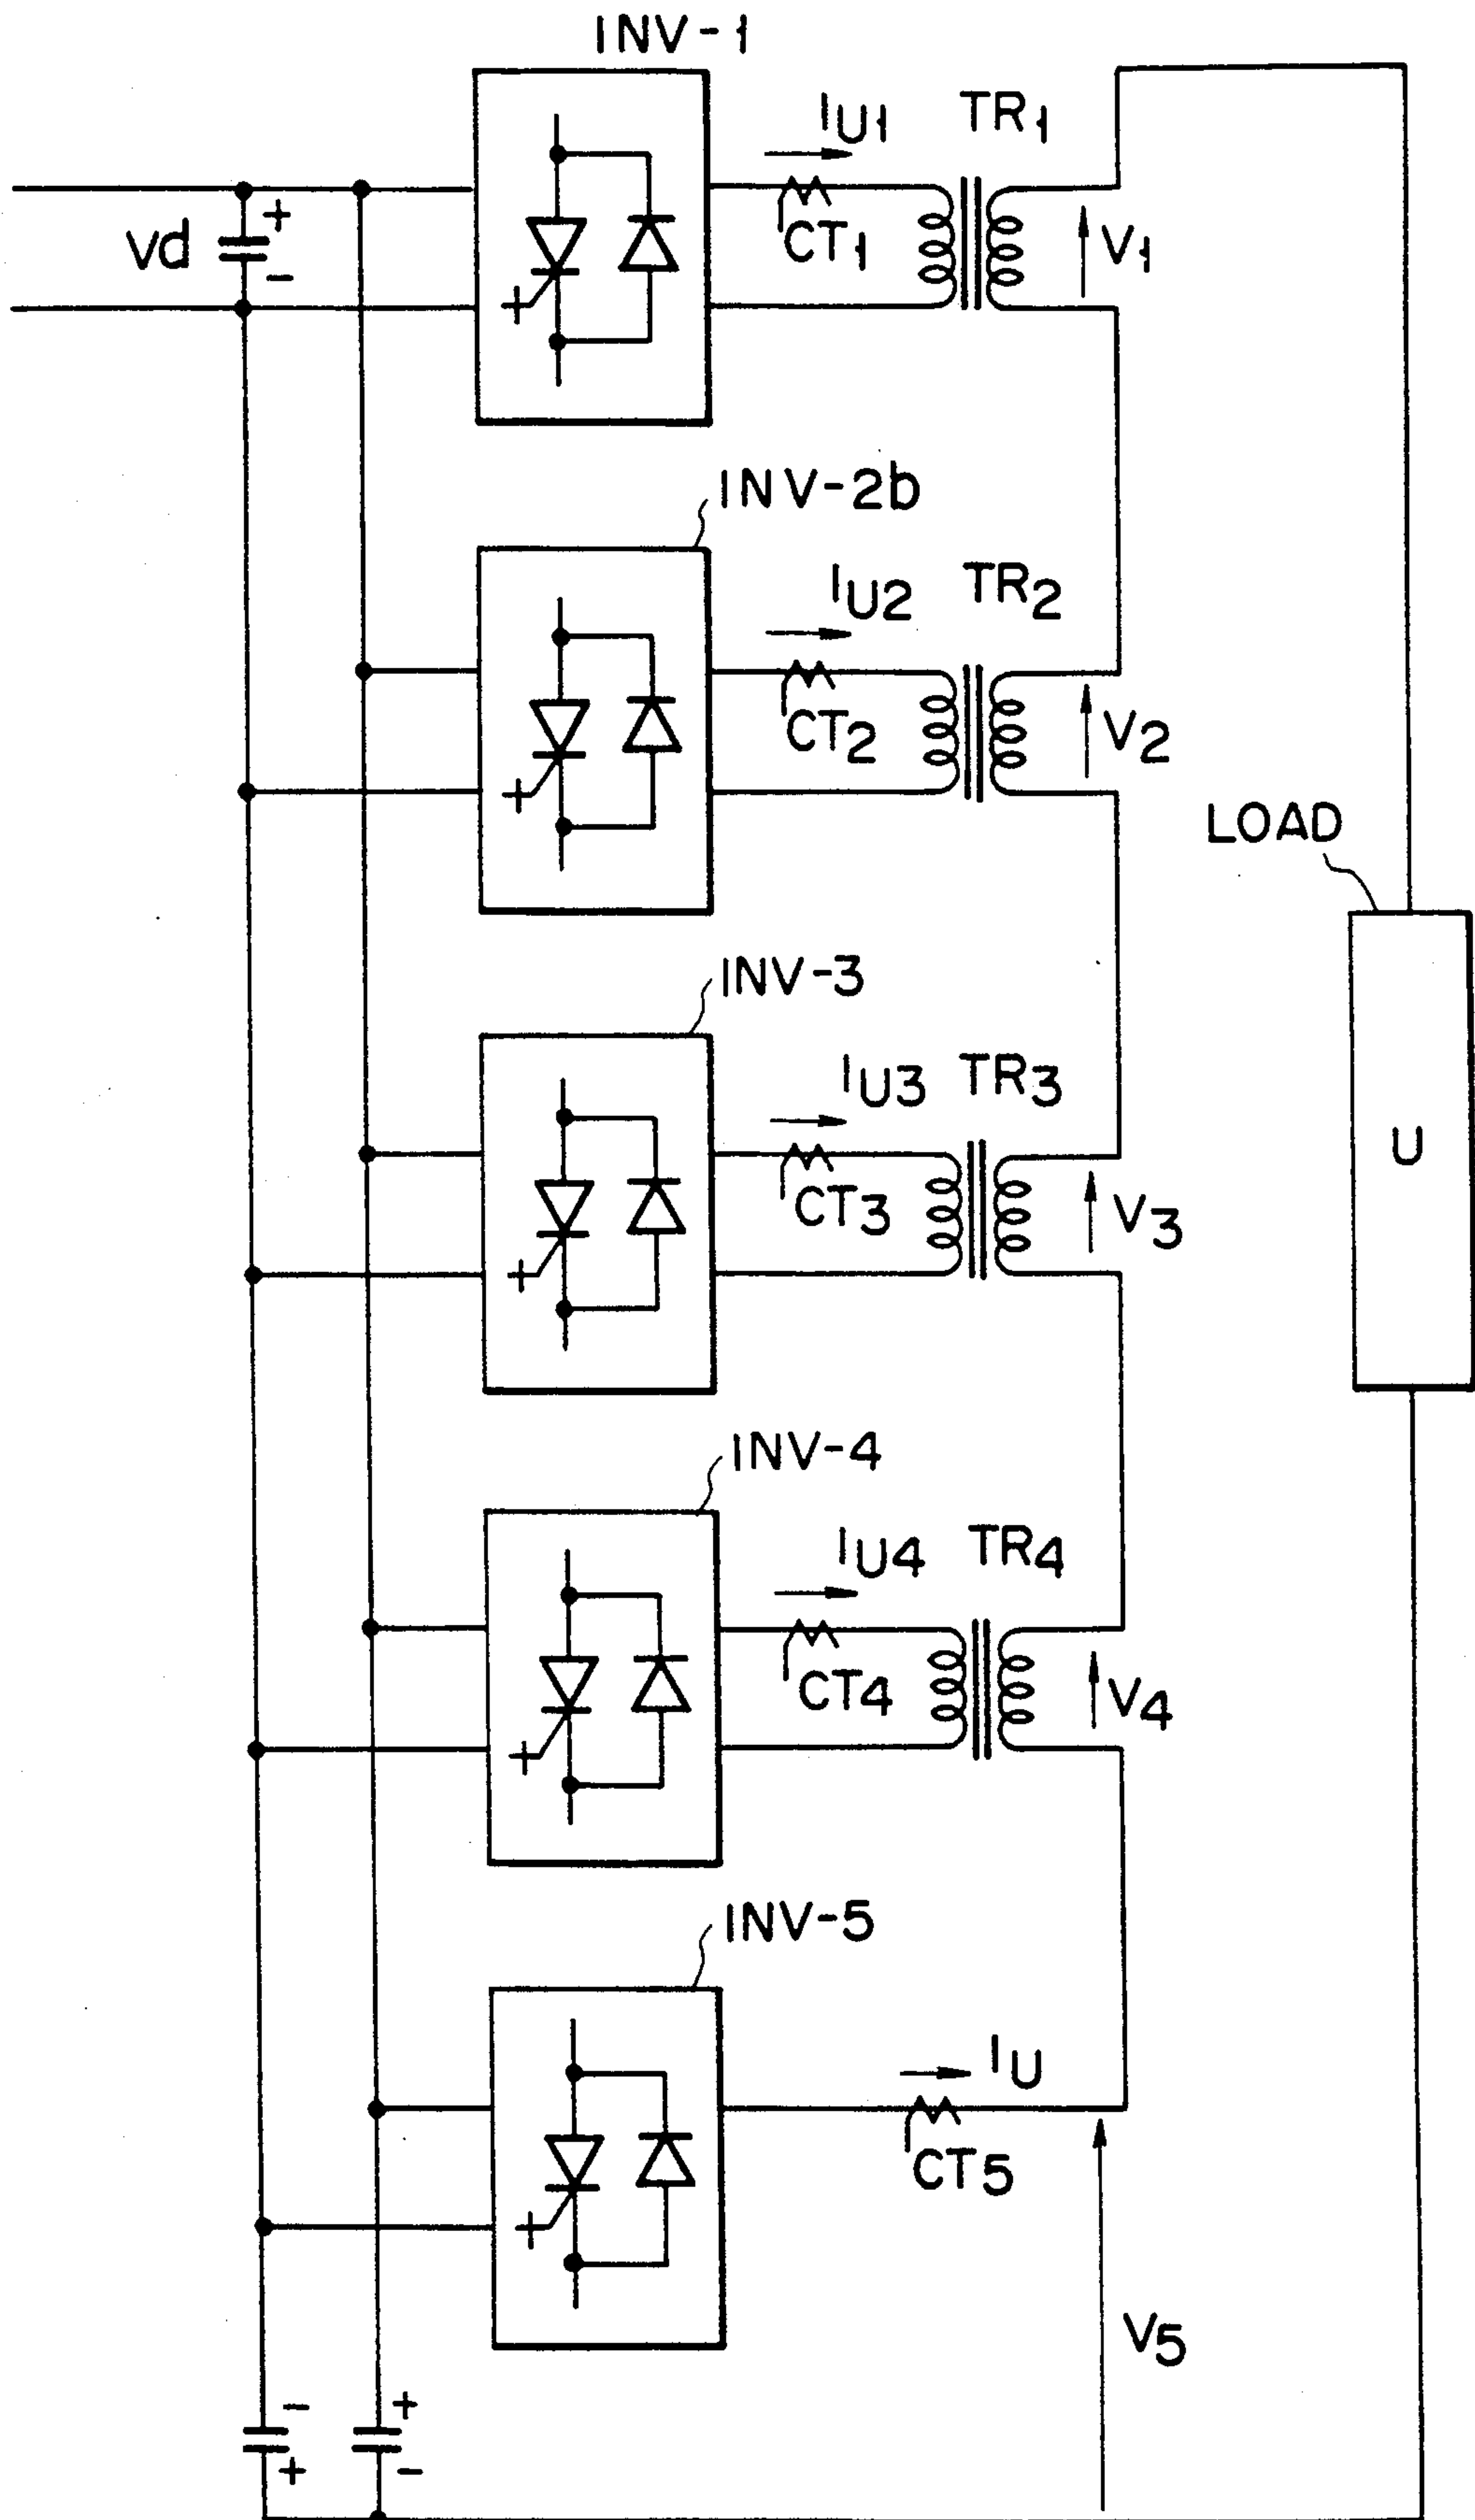 INV-1
IU1 TR1
Vd
+
-
CT1
V1
+
INV-2b
IU2 TR2
CT2
V2
+
LOAD
INV-3
IU3 TR3
U
CT3
V3
+
INV-4
IU4 TR4
CT4
V4
+
INV-5
IU
CT5
+
V5
- +
+ -